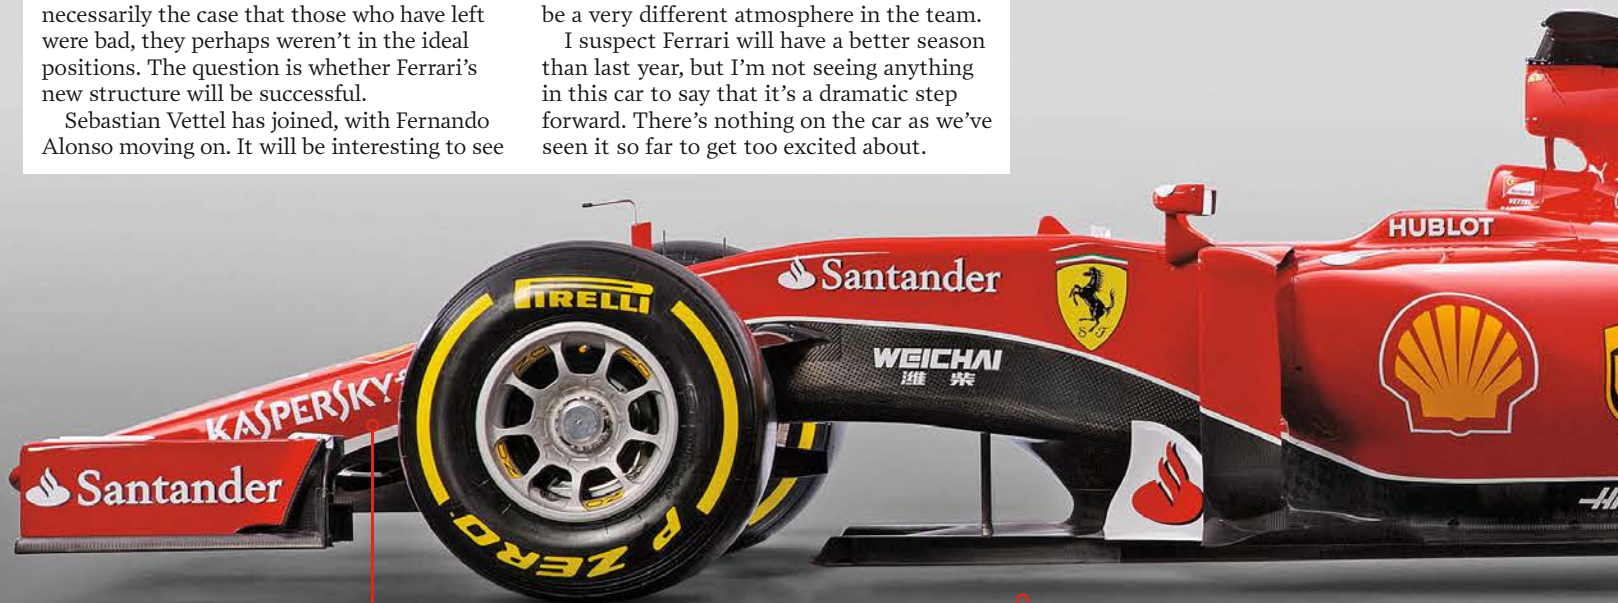 necessarily the case that those who have left
were bad, they perhaps weren’t in the ideal
positions. The question is whether Ferrari’s
new structure will be successful.
Sebastian Vettel has joined, with Fernando
Alonso moving on. It will be interesting to see
be a very different atmosphere in the team.
I suspect Ferrari will have a better season
than last year, but I’m not seeing anything
in this car to say that it’s a dramatic step
forward. There’s nothing on the car as we’ve
seen it so far to get too excited about.
VETTEL
HUBLOT
Santander
S F
PIRELLI
WEICHAI
潍柴
KASPERSKY
Santander
P ZERO